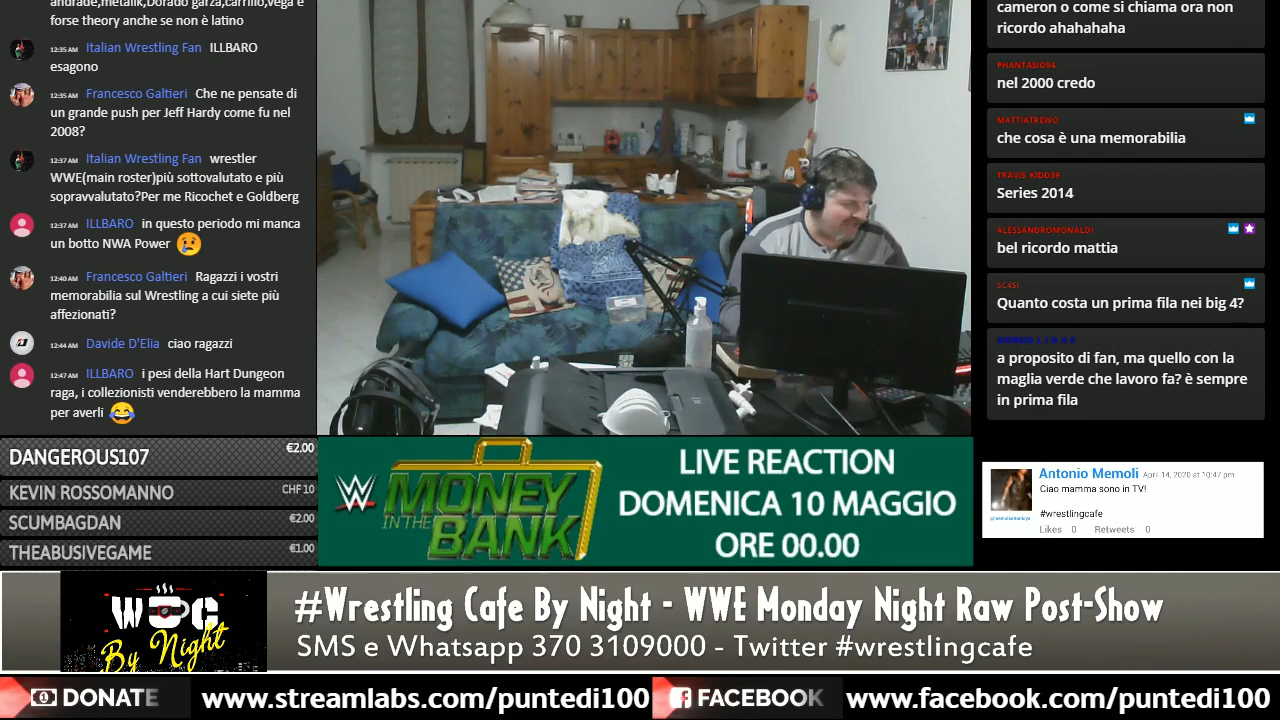 andrade,metalik,Dorado garza,carrillo,vega e
forse theory anche se non è latino
12:35 AM Italian Wrestling Fan ILLBARO
esagono
12:35 AM Francesco Galtieri Che ne pensate di
un grande push per Jeff Hardy come fu nel
2008?
12:37 AM Italian Wrestling Fan wrestler
WWE(main roster)più sottovalutato e più
sopravvalutato?Per me Ricochet e Goldberg
12:37 AM ILLBARO in questo periodo mi manca
un botto NWA Power 😢
12:40 AM Francesco Galtieri Ragazzi i vostri
memorabilia sul Wrestling a cui siete più
affezionati?
12:44 AM Davide D'Elia ciao ragazzi
12:47 AM ILLBARO i pesi della Hart Dungeon
raga, i collezionisti venderebbero la mamma
per averli 😂
DANGEROUS107 €2.00
KEVIN ROSSOMANNO CHF 10
SCUMBAGDAN €2.00
THEABUSIVEGAME €1.00
cameron o come si chiama ora non
ricordo ahahahaha
PHANTASIO94
nel 2000 credo
MATTIATREWO
che cosa è una memorabilia
TRAVIS_KIDD39
Series 2014
ALESSANDROMONALDI
bel ricordo mattia
SC4SI
Quanto costa un prima fila nei big 4?
a proposito di fan, ma quello con la
maglia verde che lavoro fa? è sempre
in prima fila
W
MONEY
IN THE
BANK
LIVE REACTION
DOMENICA 10 MAGGIO
ORE 00.00
Antonio Memoli April 14, 2020 at 10:47 pm
Ciao mamma sono in TV!
#wrestlingcafe
Likes 0 Retweets 0
WC
By Night
#Wrestling Cafe By Night - WWE Monday Night Raw Post-Show
SMS e Whatsapp 370 3109000 - Twitter #wrestlingcafe
DONATE www.streamlabs.com/puntedi100 FACEBOOK www.facebook.com/puntedi100